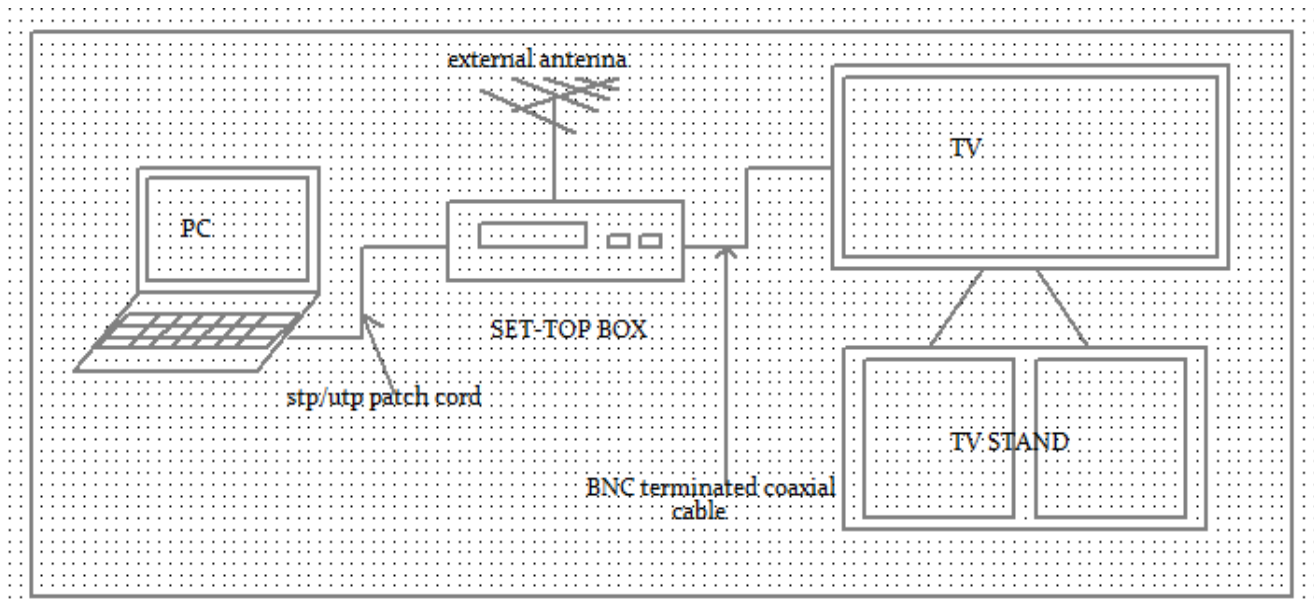 external antenna
TV
PC
SET-TOP BOX
stp/utp patch cord
TV STAND
BNC terminated coaxial
cable